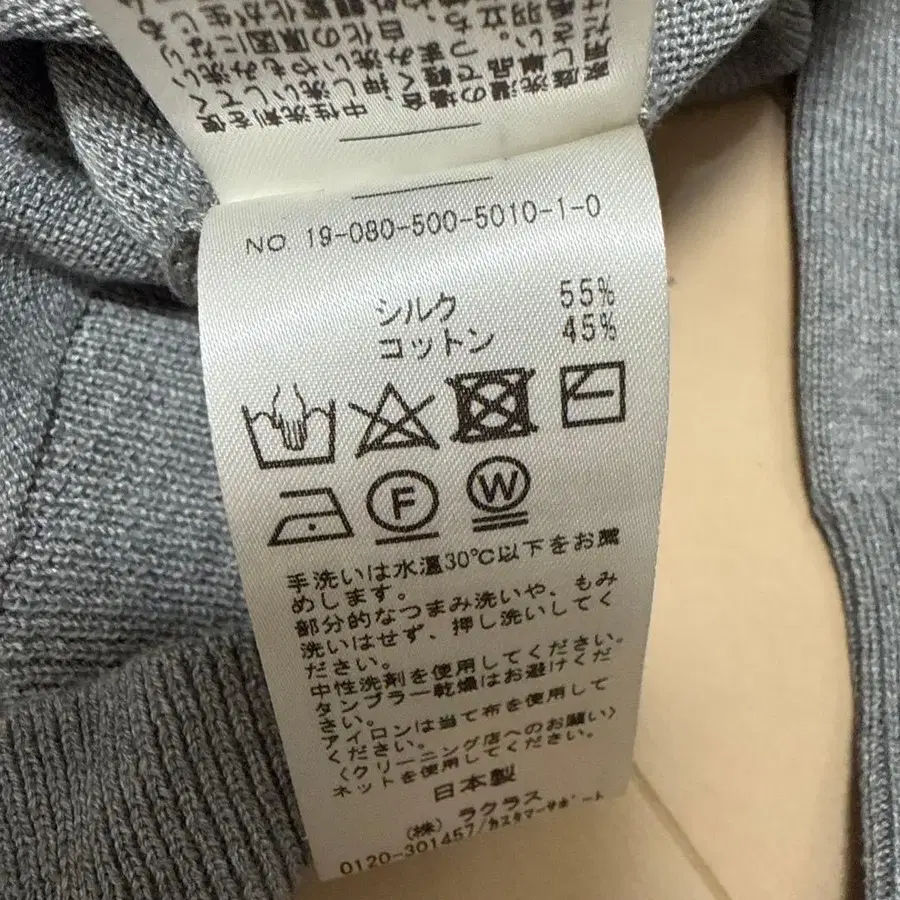 NO 19-080-500-5010-1-0
シルク 55%
コットン 45%
F W
手洗いは水温30℃以下をお薦
めします。
部分的なつまみ洗いや、もみ
洗いはせず、押し洗いしてく
ださい。
中性洗剤を使用してください。
タンブラー乾燥はお避けくだ
さい。
アイロンは当て布を使用して
ください。
〈クリーニング店へのお願い〉
ネットを使用してください。
日本製
(株) ラクラス
0120-301457/カスタマーサポート